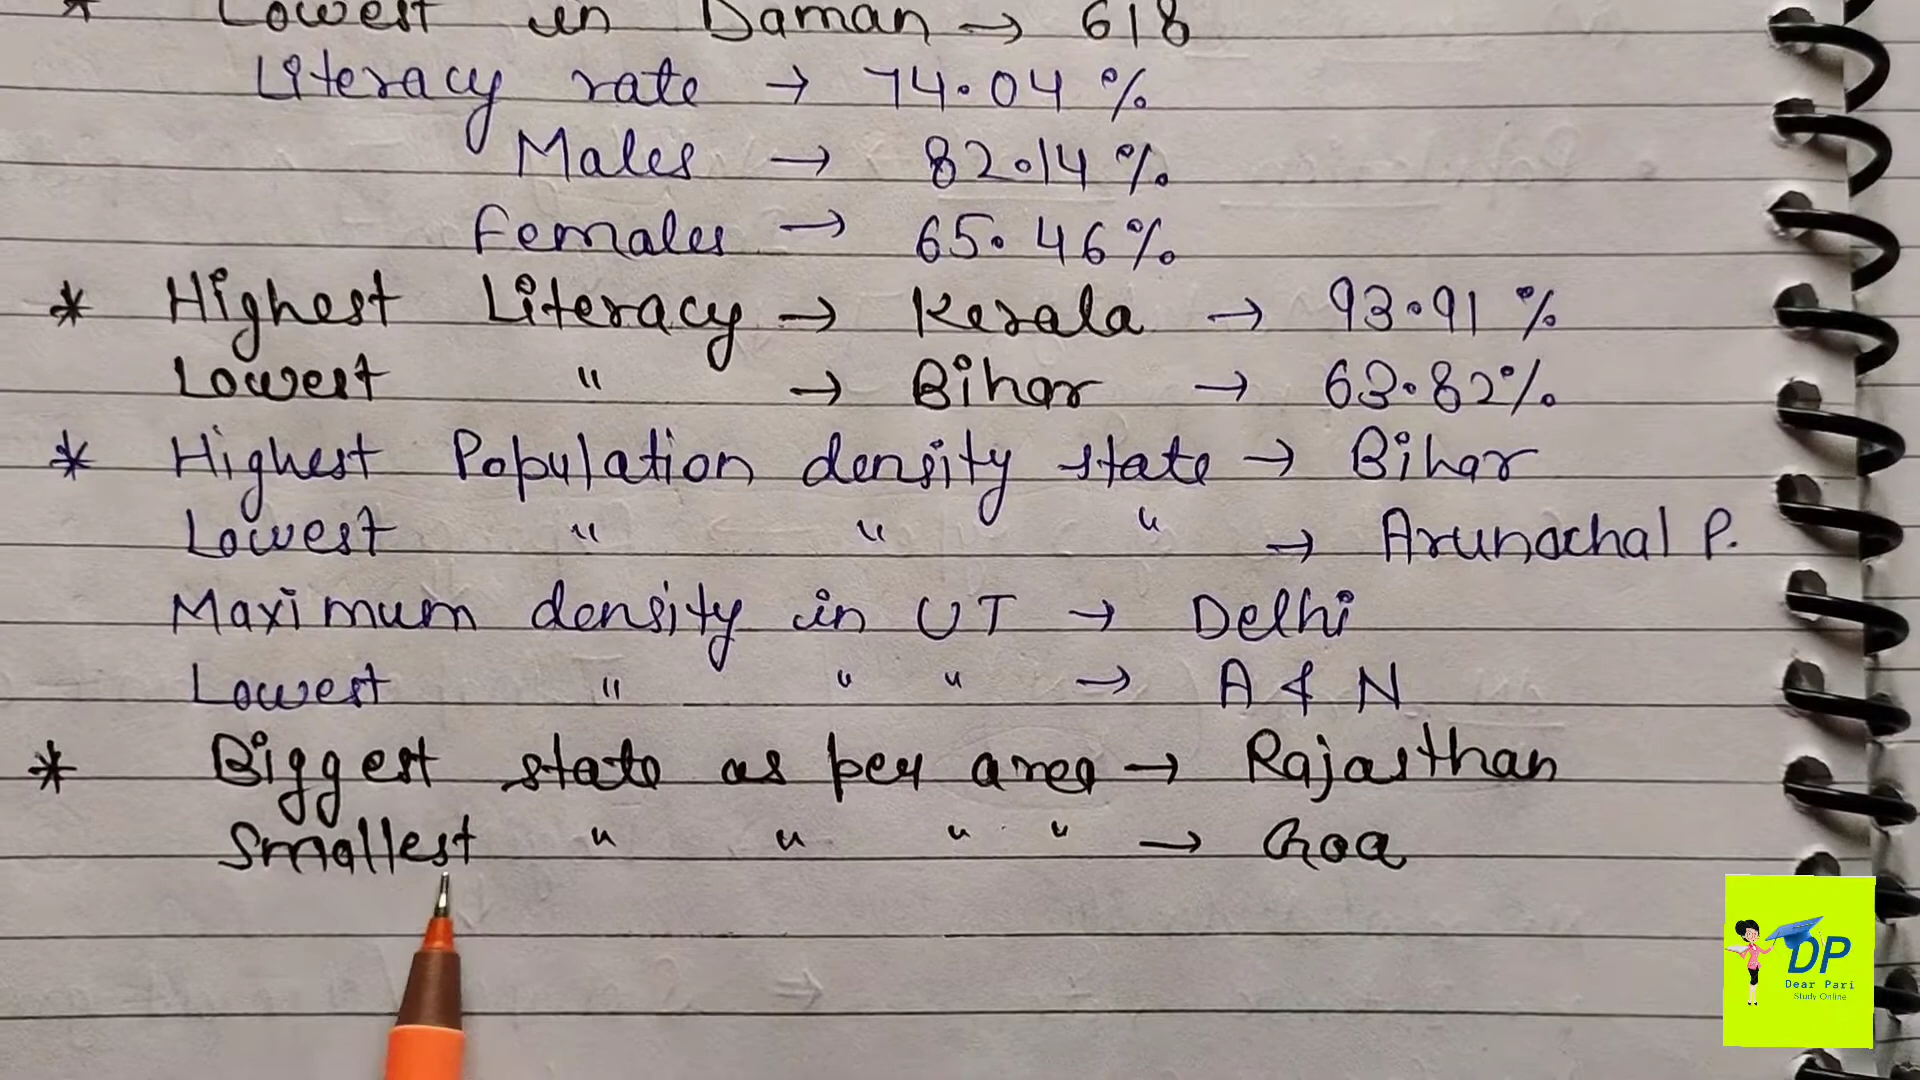 * Lowest in Daman → 618
Literacy rate → 74.04%
Males → 82.14%
Females → 65.46%
* Highest Literacy → Kerala → 93.91%
Lowest " → Bihar → 63.82%
* Highest Population density state → Bihar
Lowest " " " → Arunachal P.
Maximum density in UT → Delhi
Lowest " " " → A & N
* Biggest state as per area → Rajasthan
Smallest " " " " → Goa
DP
Dear Pari
Study Online